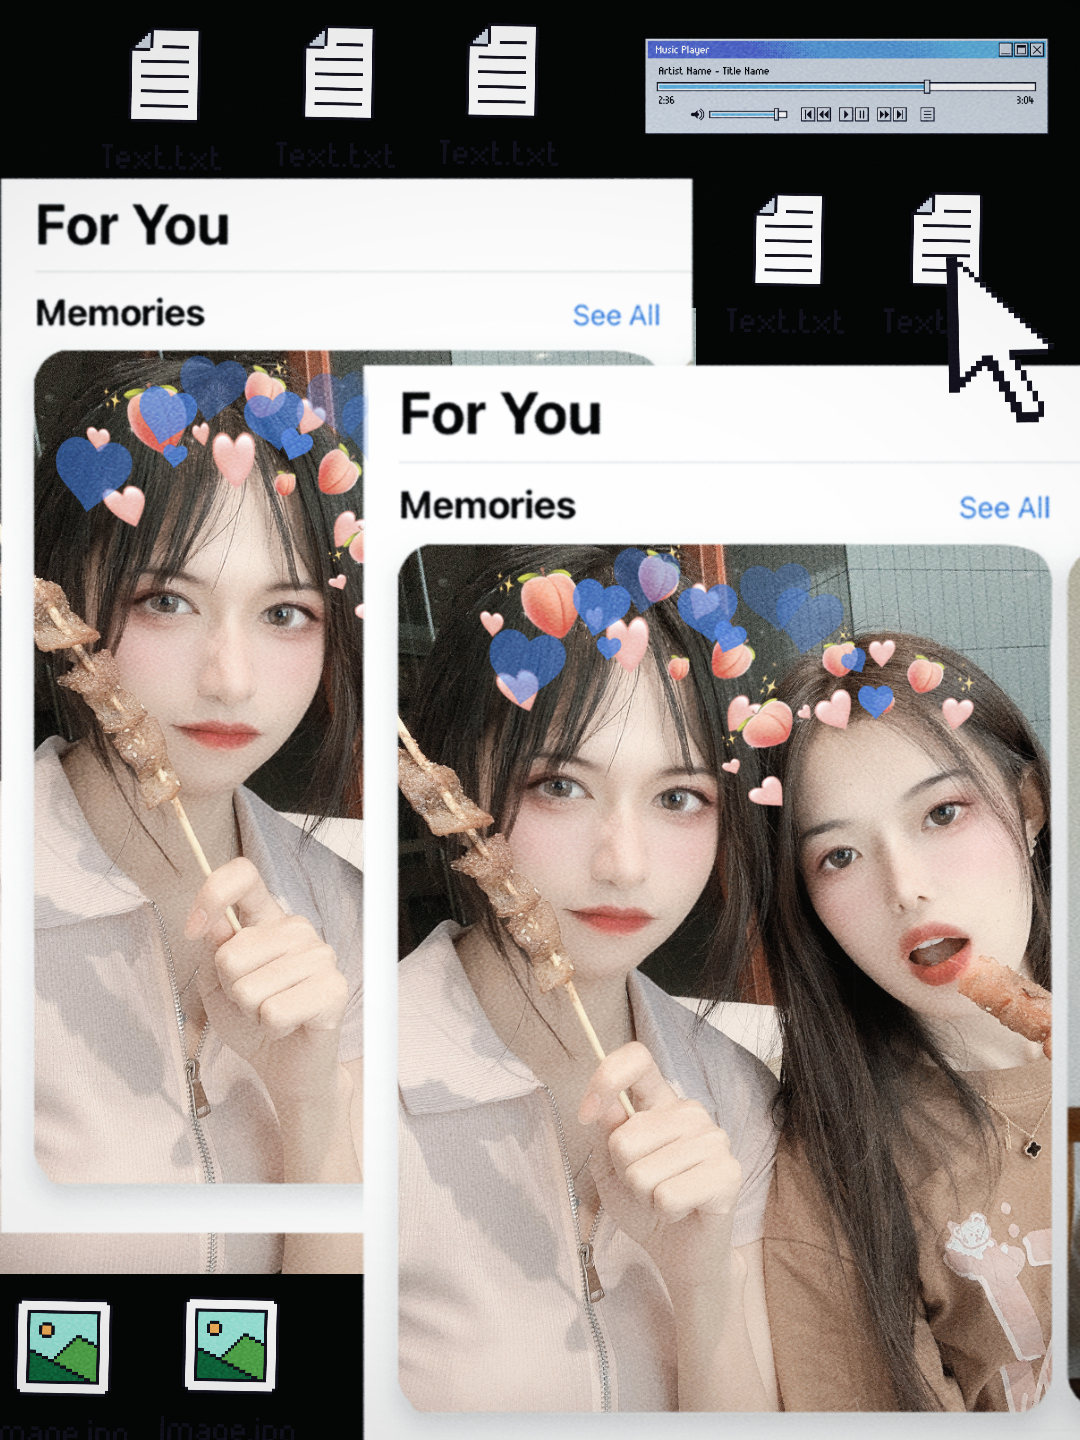 Music Player
Artist Name - Title Name
2:36
3:04
Text.txt
Text.txt
Text.txt
For You
Memories
See All
Text.txt
Text
For You
Memories
See All
mage.jpg
Image.jpg